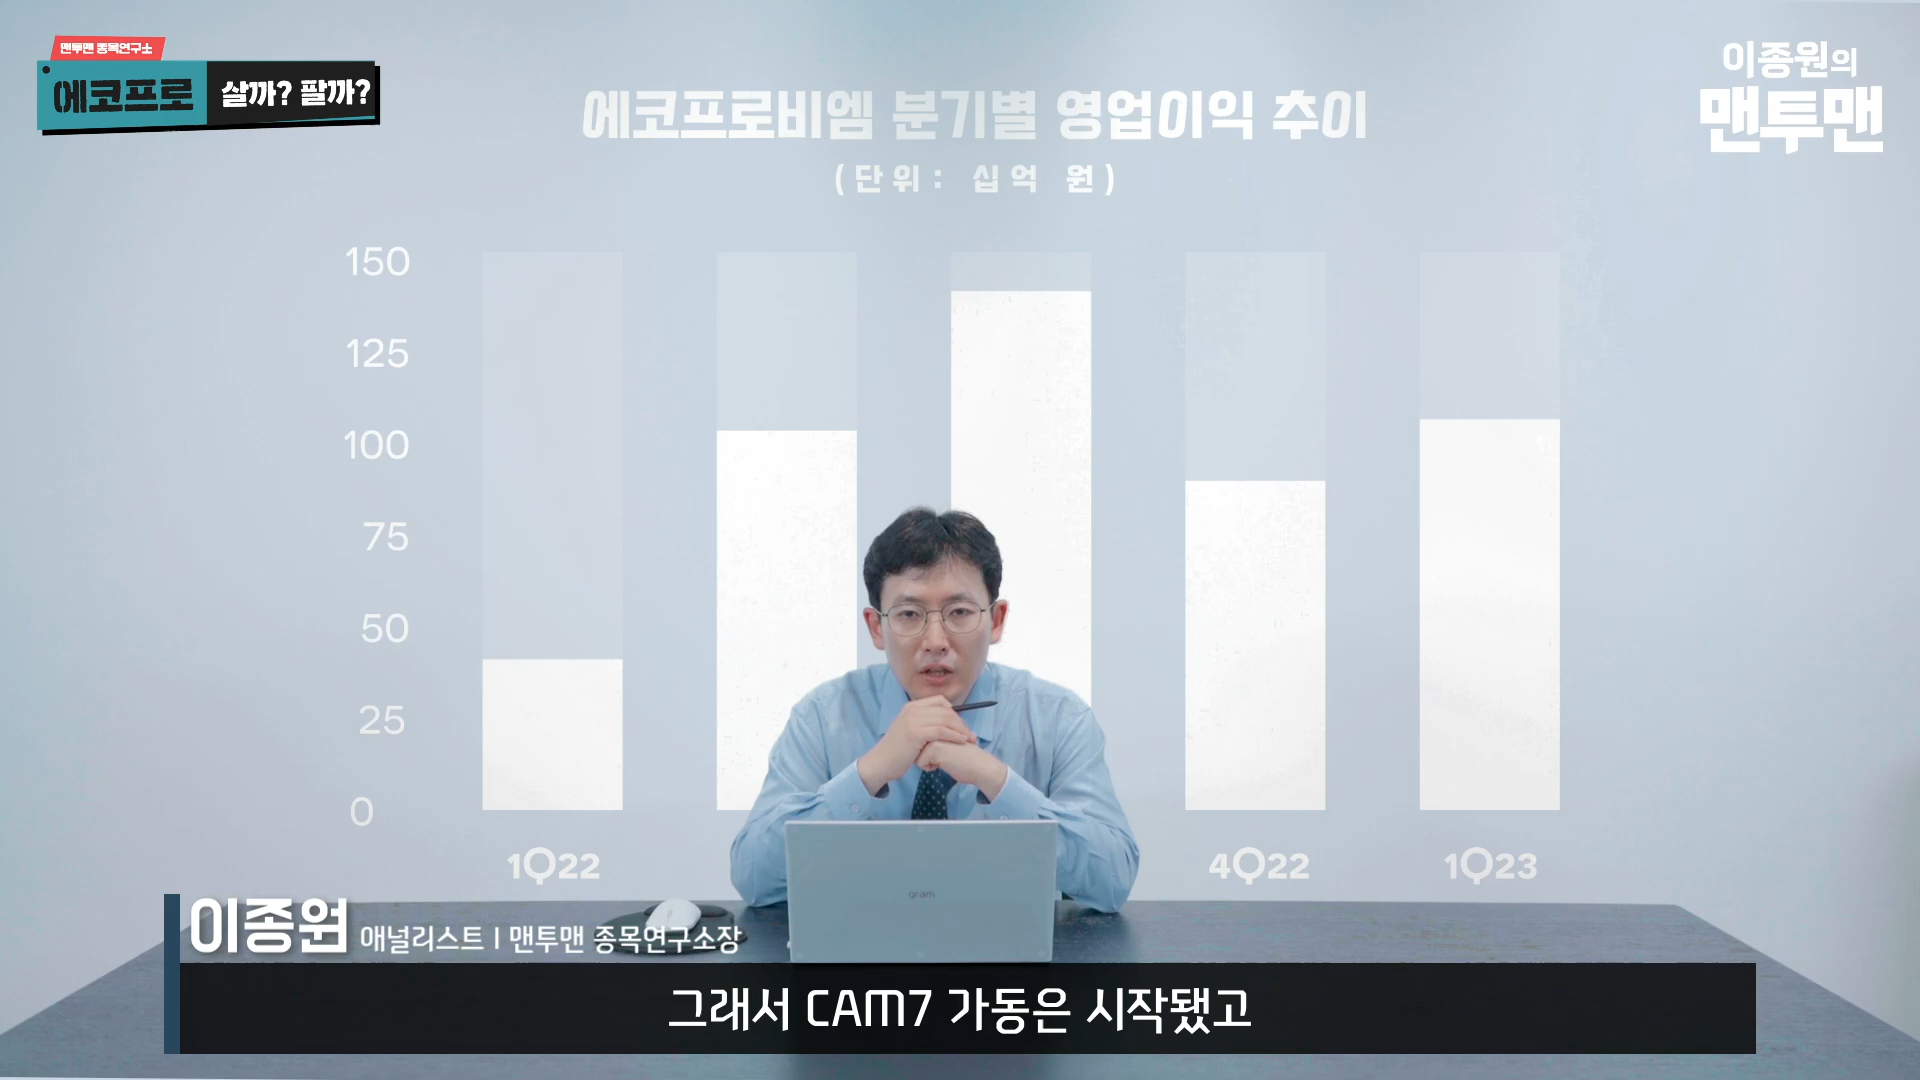 맨투맨 종목연구소
에코프로 살까? 팔까?
이종원의
맨투맨
에코프로비엠 분기별 영업이익 추이
(단위: 십억 원)
150
125
100
75
50
25
0
1Q22
4Q22
1Q23
gram
이종원 애널리스트 | 맨투맨 종목연구소장
그래서 CAM7 가동은 시작됐고